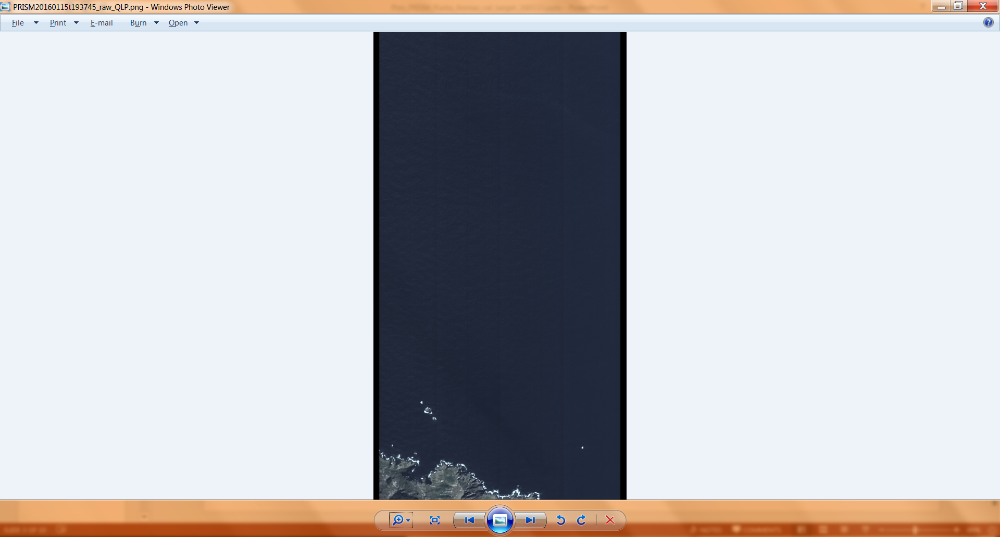 PRISM20160115t193745_raw_QLP.png - Windows Photo Viewer
File Print E-mail Burn Open